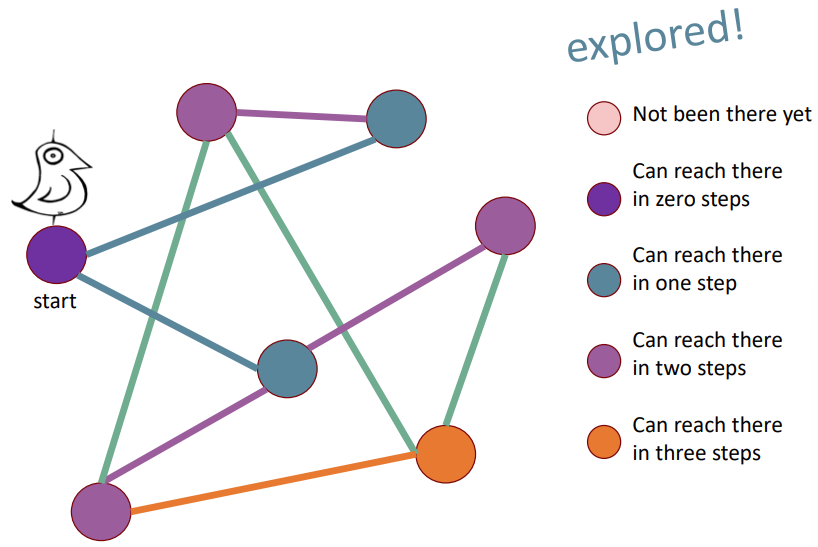 explored!
Not been there yet
Can reach there
in zero steps
start
Can reach there
in one step
Can reach there
in two steps
Can reach there
in three steps